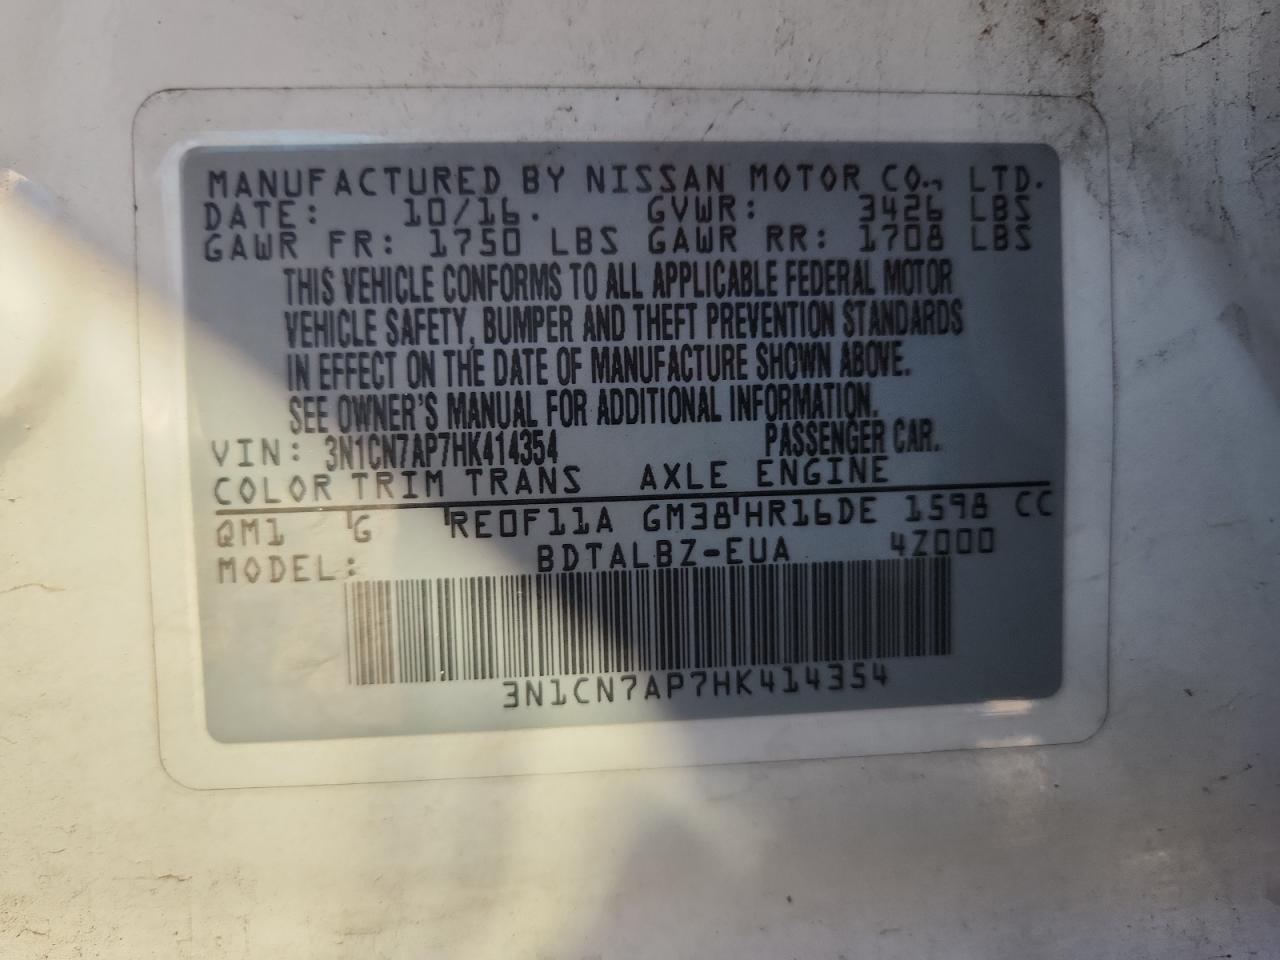 MANUFACTURED BY NISSAN MOTOR CO., LTD.
DATE: 10/16. GVWR: 3426 LBS
GAWR FR: 1750 LBS GAWR RR: 1708 LBS
THIS VEHICLE CONFORMS TO ALL APPLICABLE FEDERAL MOTOR
VEHICLE SAFETY, BUMPER AND THEFT PREVENTION STANDARDS
IN EFFECT ON THE DATE OF MANUFACTURE SHOWN ABOVE.
SEE OWNER'S MANUAL FOR ADDITIONAL INFORMATION.
VIN: 3N1CN7AP7HK414354 PASSENGER CAR.
COLOR TRIM TRANS AXLE ENGINE
QM1 G RE0F11A GM38 HR16DE 1598 CC
MODEL: BDTALBZ-EUA 4Z000
3N1CN7AP7HK414354